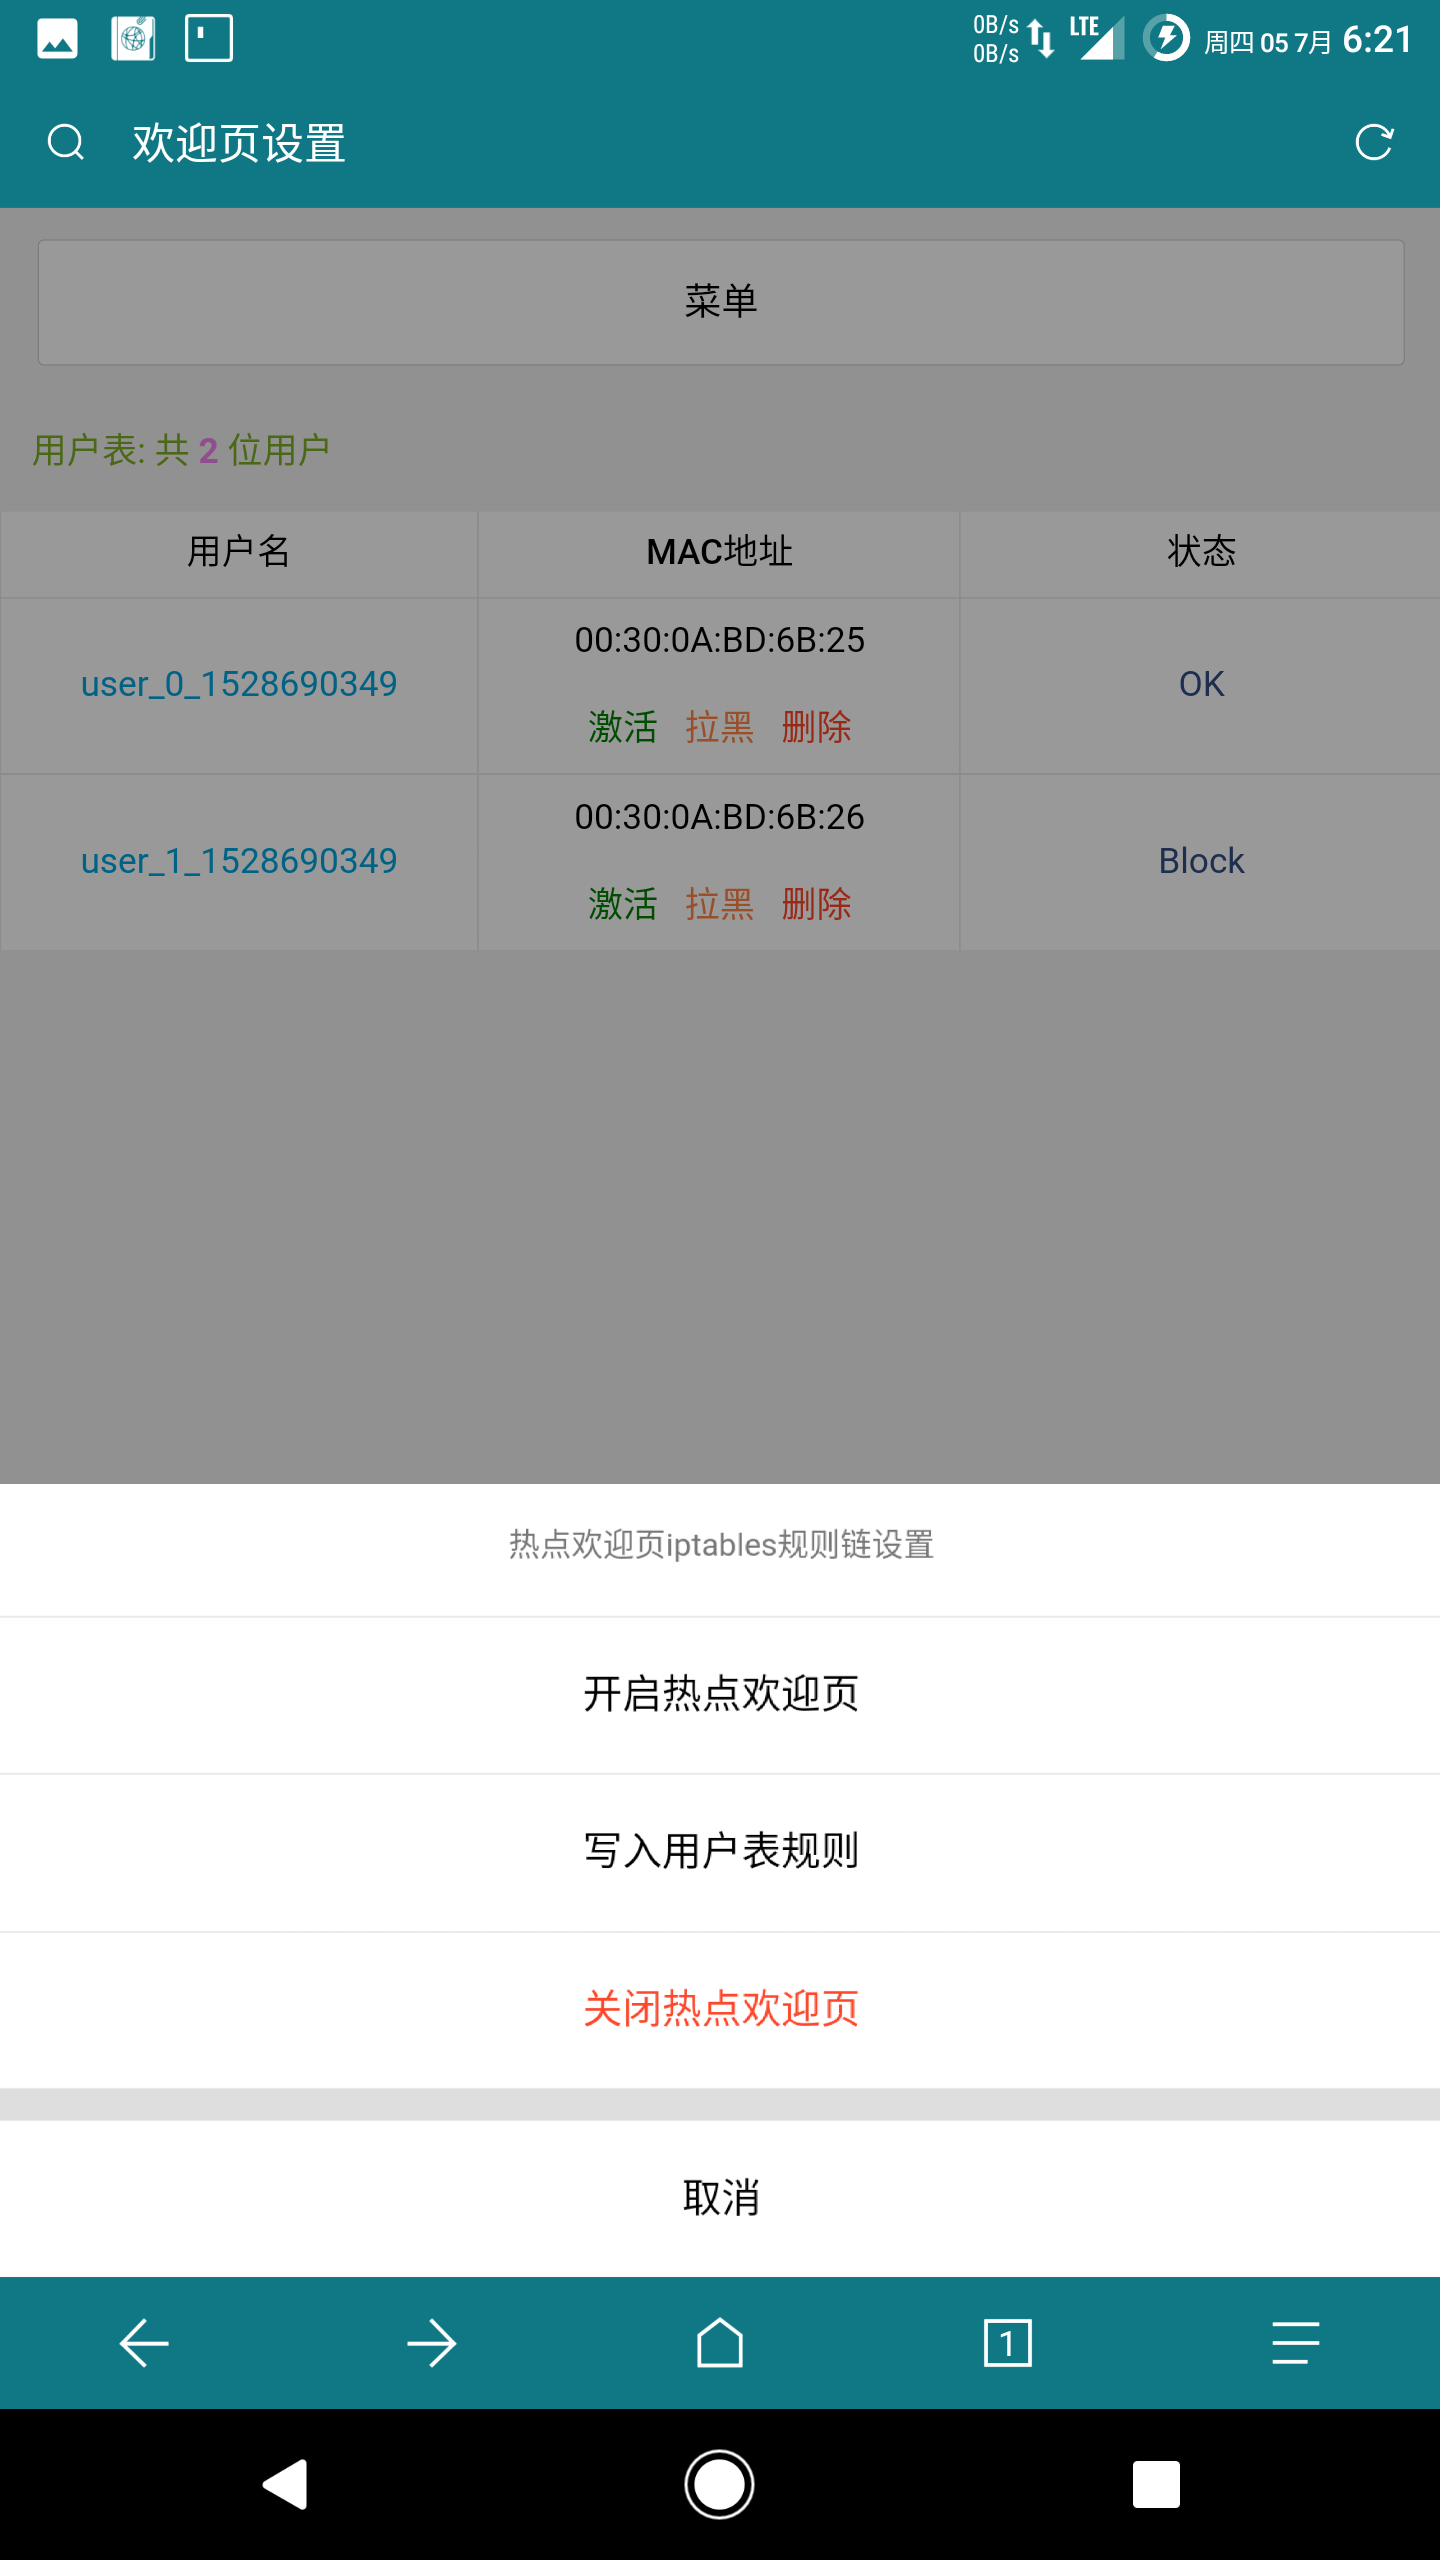 0B/s
0B/s
LTE
周四 05 7月 6:21
欢迎页设置
菜单
用户表: 共 2 位用户
用户名 MAC地址 状态
00:30:0A:BD:6B:25
user_0_1528690349 OK
激活 拉黑 删除
00:30:0A:BD:6B:26
user_1_1528690349 Block
激活 拉黑 删除
热点欢迎页iptables规则链设置
开启热点欢迎页
写入用户表规则
关闭热点欢迎页
取消
1